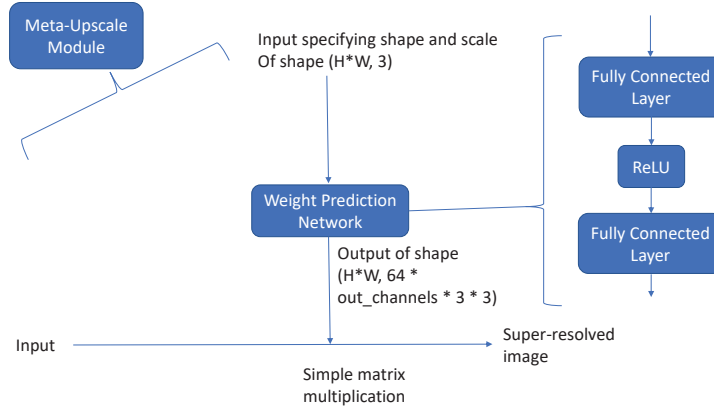 Meta-Upscale
Module
Input specifying shape and scale
Of shape (H*W, 3)
Fully Connected
Layer
ReLU
Weight Prediction
Network
Fully Connected
Layer
Output of shape
(H*W, 64 *
out_channels * 3 * 3)
Input
Super-resolved
image
Simple matrix
multiplication